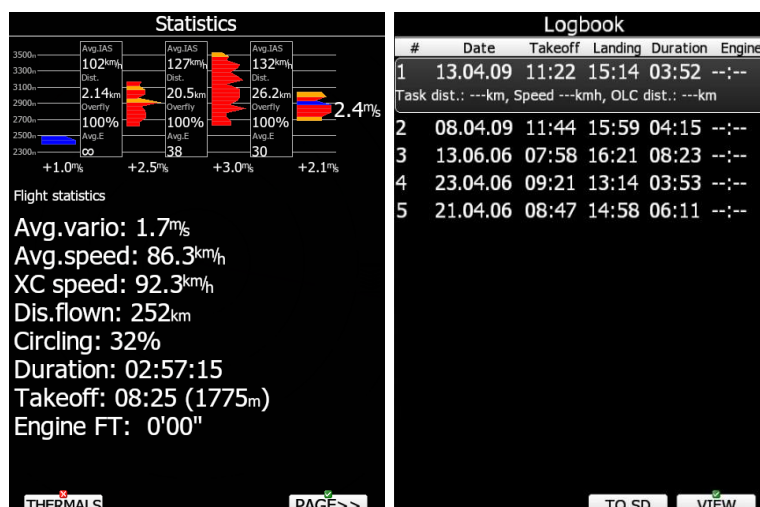 Statistics
3500m
3300m
3100m
2900m
2700m
2500m
2300m
Avg.IAS
102km/h
Dist.
2.14km
Overfly
100%
Avg.E
∞
Avg.IAS
127km/h
Dist.
20.5km
Overfly
100%
Avg.E
38
Avg.IAS
132km/h
Dist.
26.2km
Overfly
100%
Avg.E
30
2.4m/s
+1.0m/s +2.5m/s +3.0m/s +2.1m/s
Flight statistics
Avg.vario: 1.7m/s
Avg.speed: 86.3km/h
XC speed: 92.3km/h
Dis.flown: 252km
Circling: 32%
Duration: 02:57:15
Takeoff: 08:25 (1775m)
Engine FT: 0'00"
THERMALS PAGE>>
Logbook
# Date Takeoff Landing Duration Engine
1 13.04.09 11:22 15:14 03:52 --:--
Task dist.: ---km, Speed ---kmh, OLC dist.: ---km
2 08.04.09 11:44 15:59 04:15 --:--
3 13.06.06 07:58 16:21 08:23 --:--
4 23.04.06 09:21 13:14 03:53 --:--
5 21.04.06 08:47 14:58 06:11 --:--
TO SD VIEW